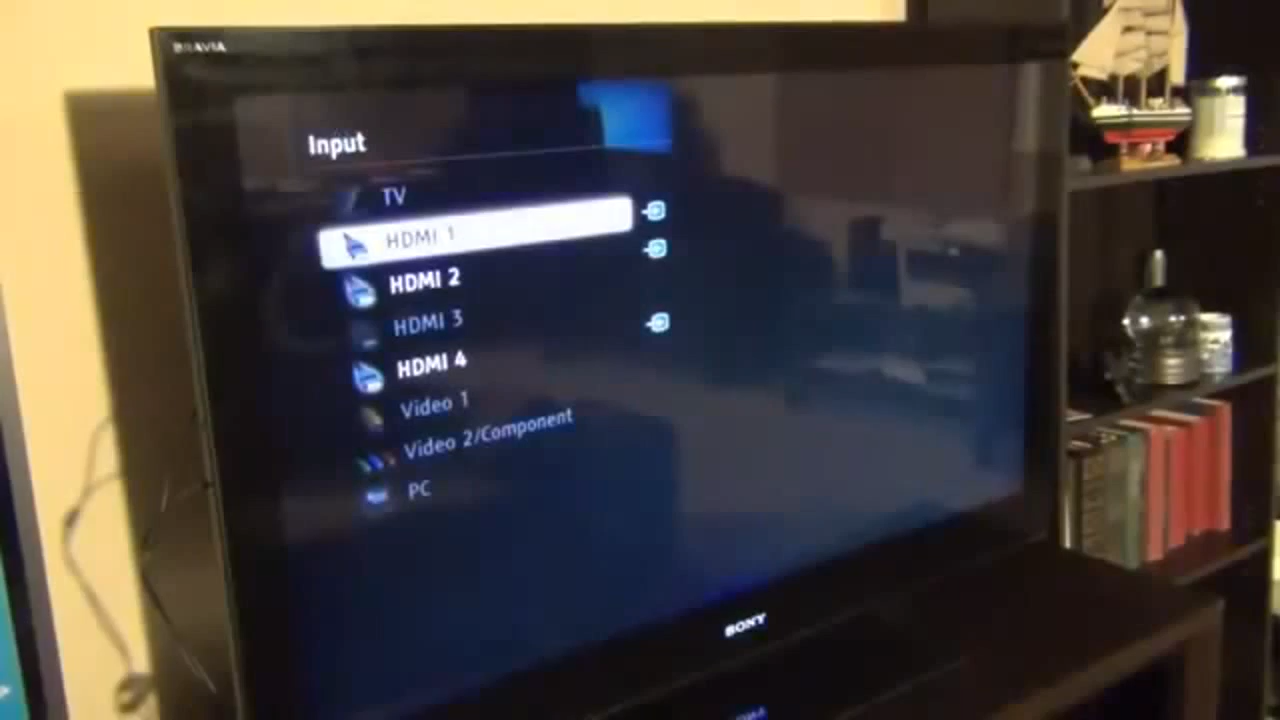 BRAVIA
Input
TV
HDMI 1
HDMI 2
HDMI 3
HDMI 4
Video 1
Video 2/Component
PC
SONY